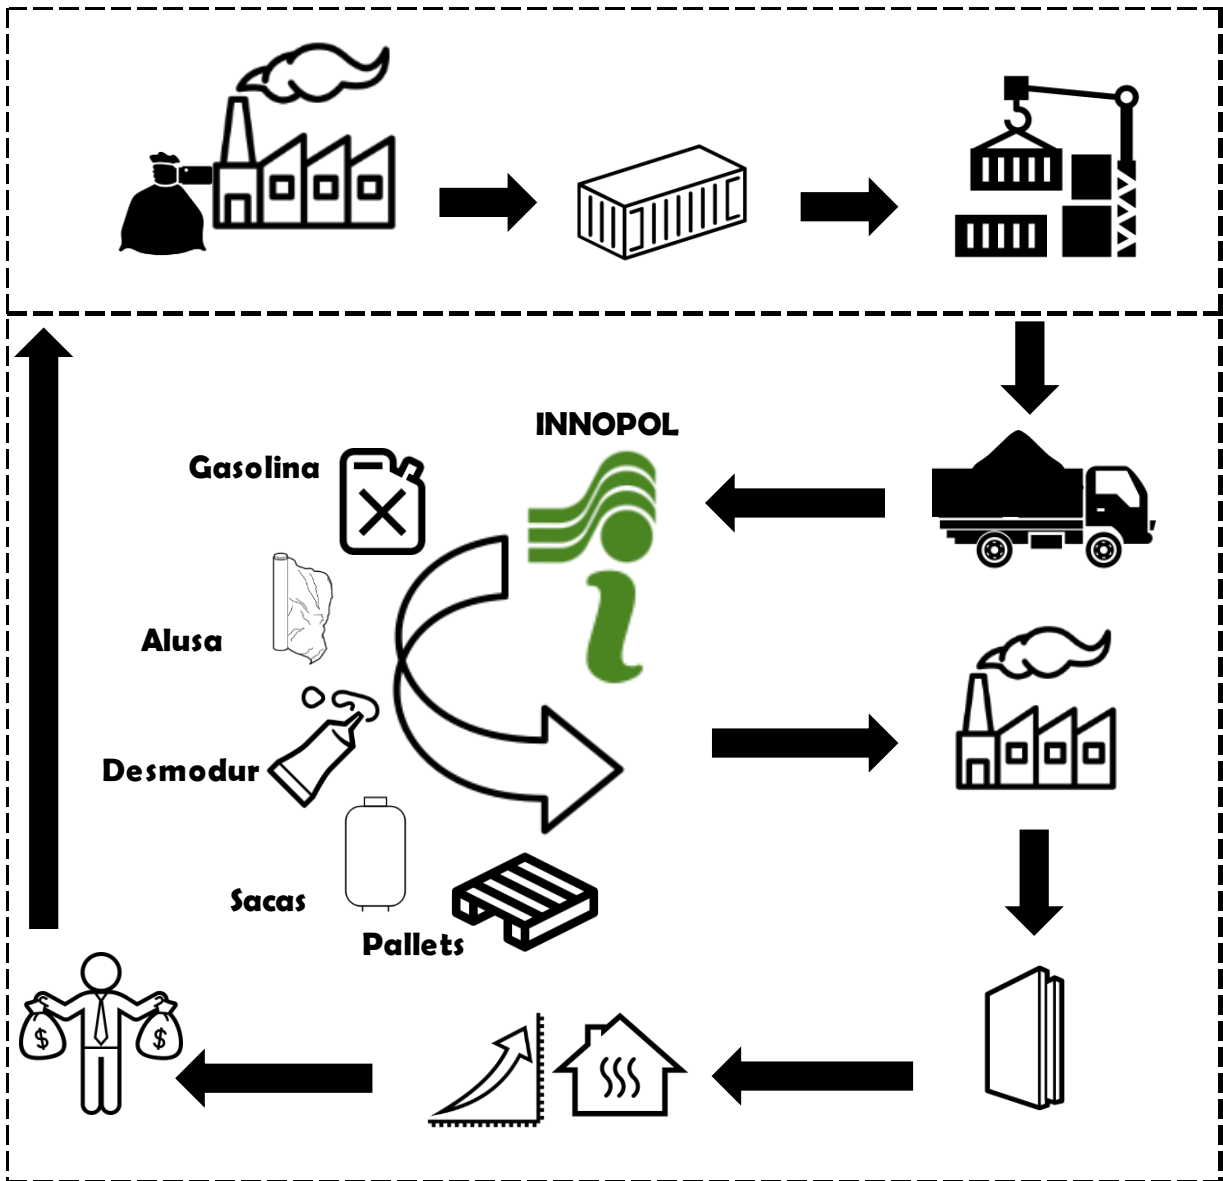 INNOPOL
Gasolina
Alusa
Desmodur
Sacas
Pallets
$
$